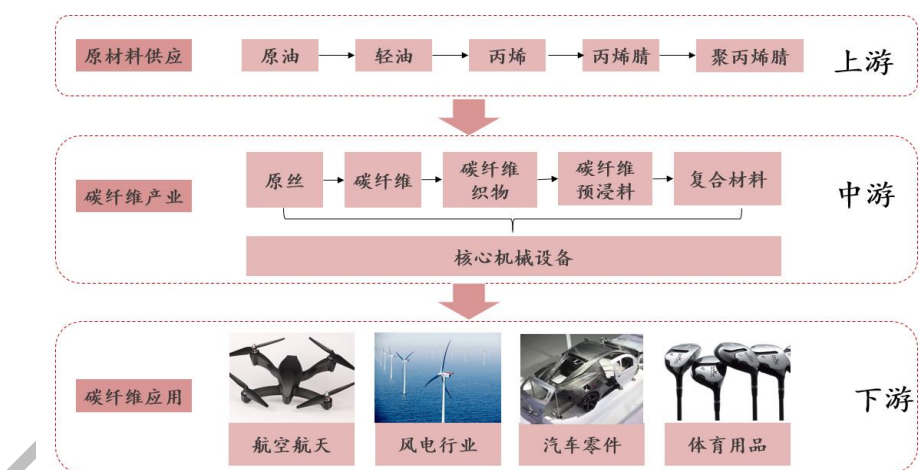 原材料供应
原油
轻油
丙烯
丙烯腈
聚丙烯腈
上游
碳纤维产业
原丝
碳纤维
碳纤维
织物
碳纤维
预浸料
复合材料
中游
核心机械设备
碳纤维应用
航空航天
风电行业
汽车零件
体育用品
下游